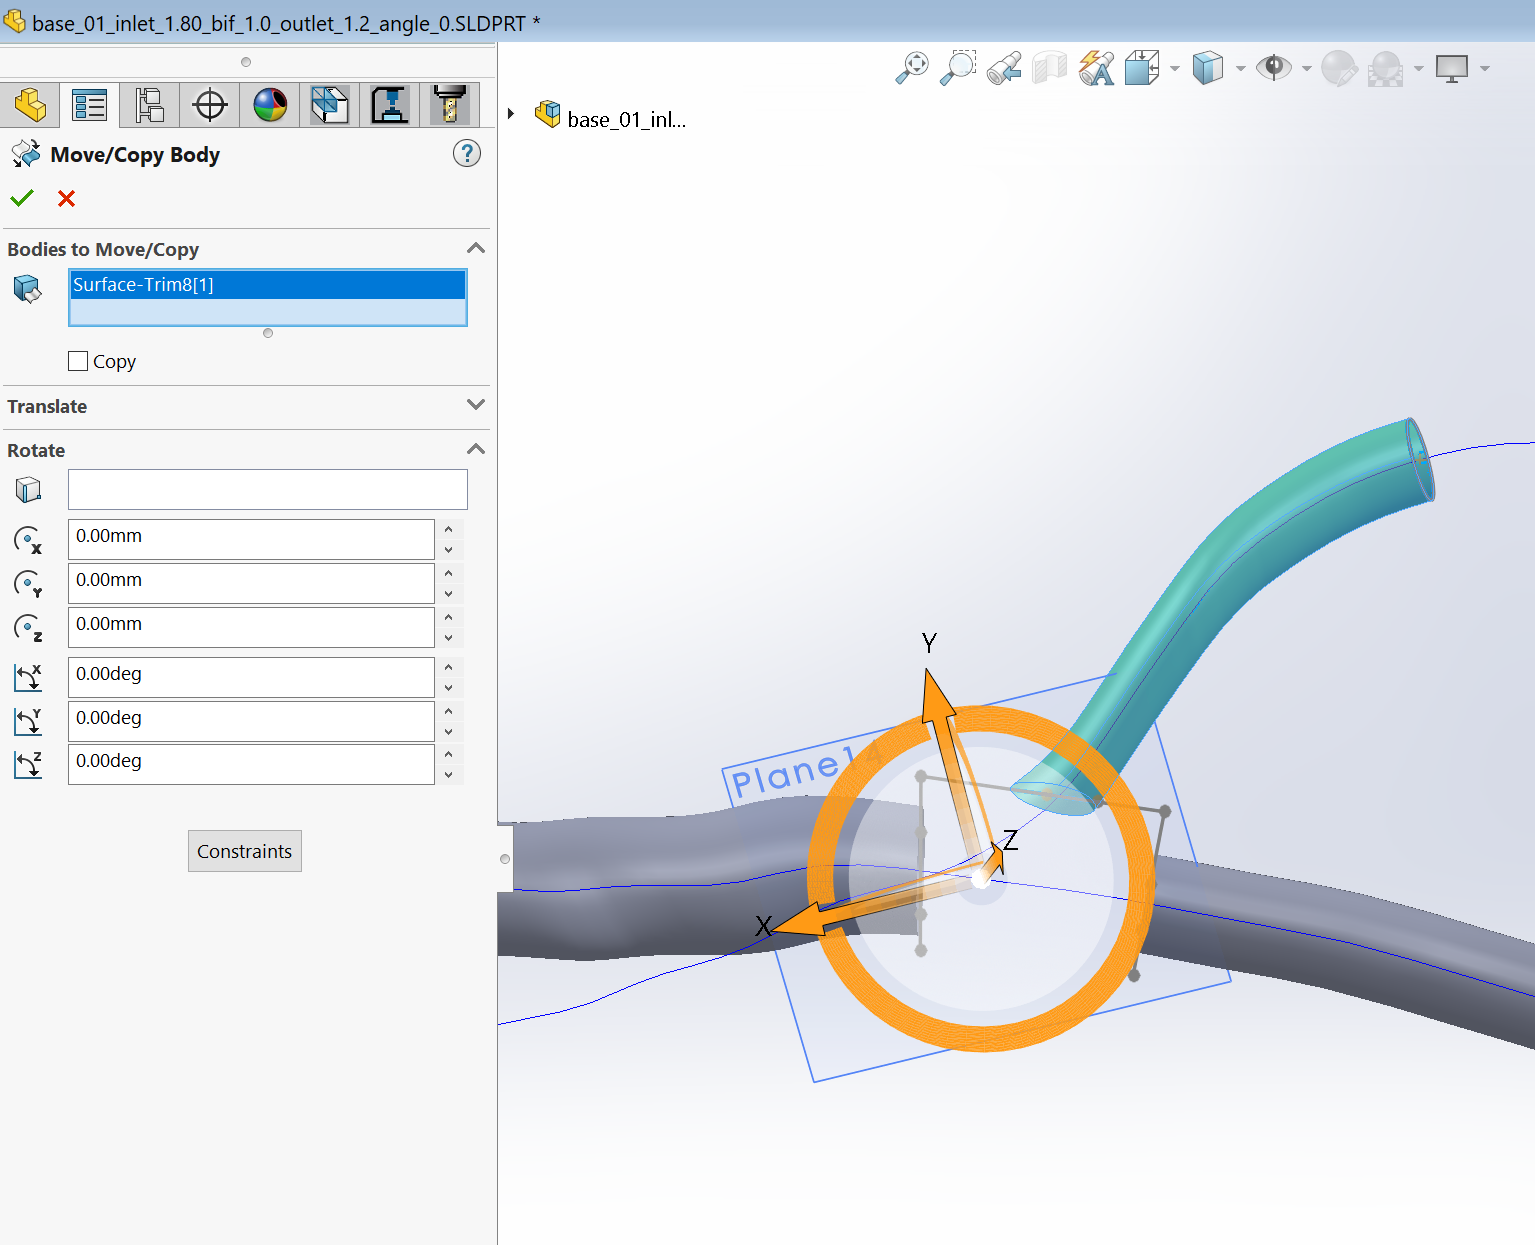 base_01_inlet_1.80_bif_1.0_outlet_1.2_angle_0.SLDPRT *
Move/Copy Body
?
Bodies to Move/Copy
Surface-Trim8[1]
Copy
Translate
Rotate
X 0.00mm
Y 0.00mm
Z 0.00mm
X 0.00deg
Y 0.00deg
Z 0.00deg
Constraints
base_01_inl...
Y
Plane14
Z
X